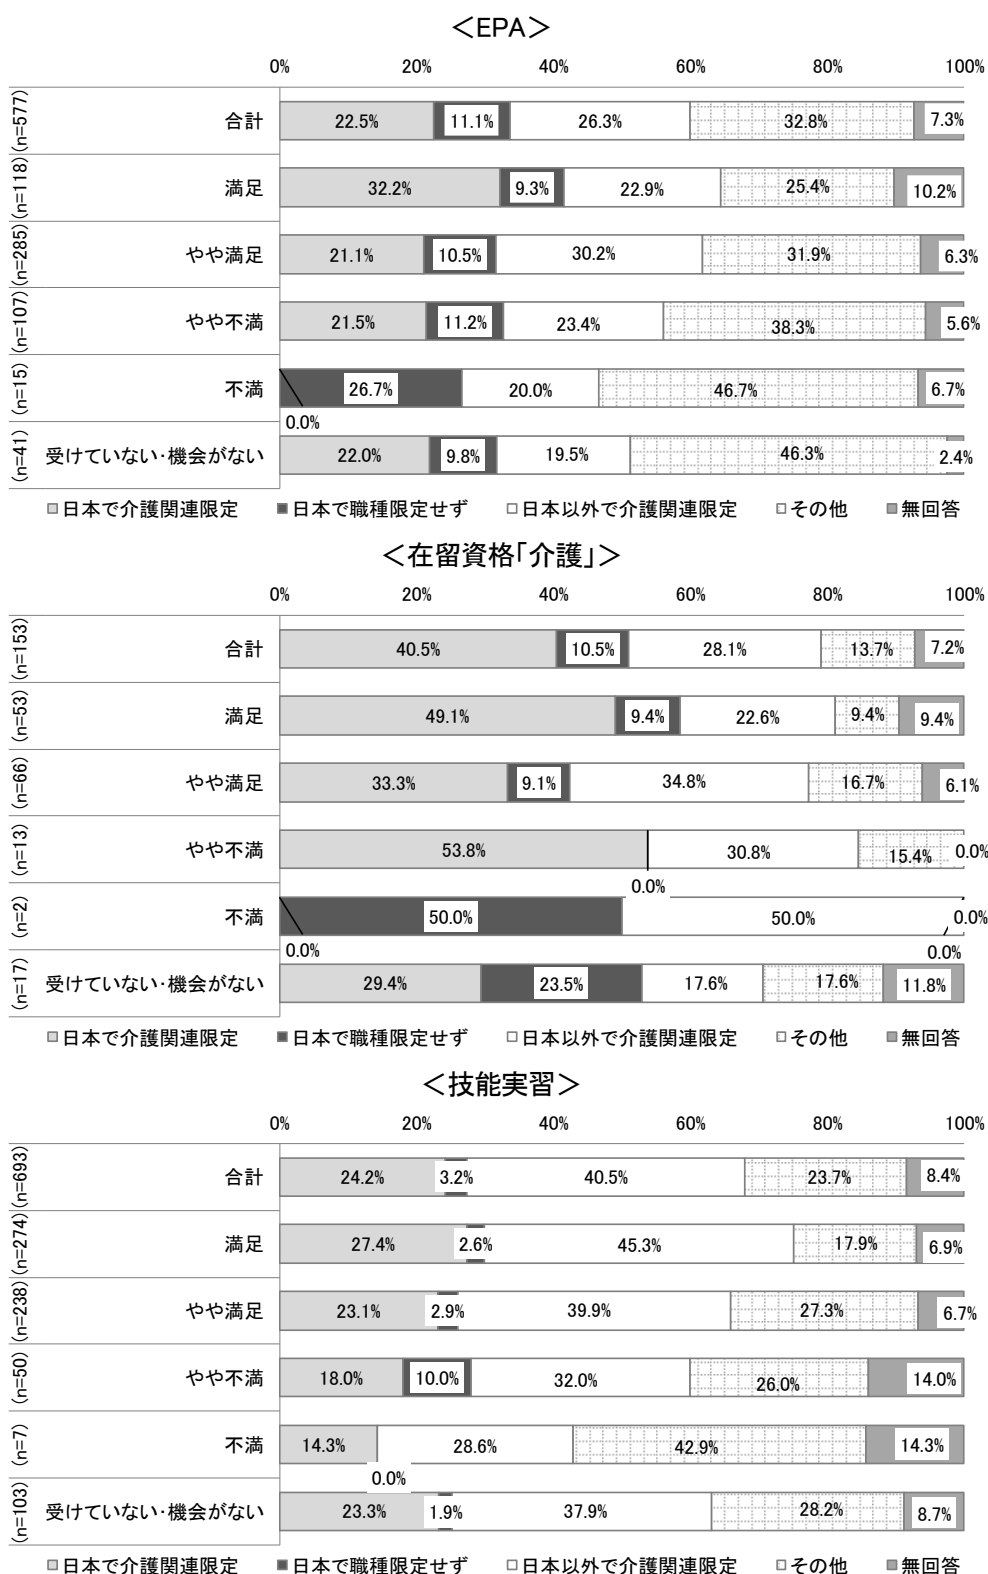 ＜EPA＞
0% 20% 40% 60% 80% 100%
(n=577) 合計 22.5% 11.1% 26.3% 32.8% 7.3%
(n=118) 満足 32.2% 9.3% 22.9% 25.4% 10.2%
(n=285) やや満足 21.1% 10.5% 30.2% 31.9% 6.3%
(n=107) やや不満 21.5% 11.2% 23.4% 38.3% 5.6%
(n=15) 不満 26.7% 20.0% 46.7% 6.7%
0.0%
(n=41) 受けていない･機会がない 22.0% 9.8% 19.5% 46.3% 2.4%
日本で介護関連限定 日本で職種限定せず 日本以外で介護関連限定 その他 無回答
＜在留資格｢介護｣＞
0% 20% 40% 60% 80% 100%
(n=153) 合計 40.5% 10.5% 28.1% 13.7% 7.2%
(n=53) 満足 49.1% 9.4% 22.6% 9.4% 9.4%
(n=66) やや満足 33.3% 9.1% 34.8% 16.7% 6.1%
(n=13) やや不満 53.8% 30.8% 15.4% 0.0%
0.0%
(n=2) 不満 50.0% 50.0% 0.0%
0.0% 0.0%
(n=17) 受けていない･機会がない 29.4% 23.5% 17.6% 17.6% 11.8%
日本で介護関連限定 日本で職種限定せず 日本以外で介護関連限定 その他 無回答
＜技能実習＞
0% 20% 40% 60% 80% 100%
(n=693) 合計 24.2% 3.2% 40.5% 23.7% 8.4%
(n=274) 満足 27.4% 2.6% 45.3% 17.9% 6.9%
(n=238) やや満足 23.1% 2.9% 39.9% 27.3% 6.7%
(n=50) やや不満 18.0% 10.0% 32.0% 26.0% 14.0%
(n=7) 不満 14.3% 28.6% 42.9% 14.3%
0.0%
(n=103) 受けていない･機会がない 23.3% 1.9% 37.9% 28.2% 8.7%
日本で介護関連限定 日本で職種限定せず 日本以外で介護関連限定 その他 無回答